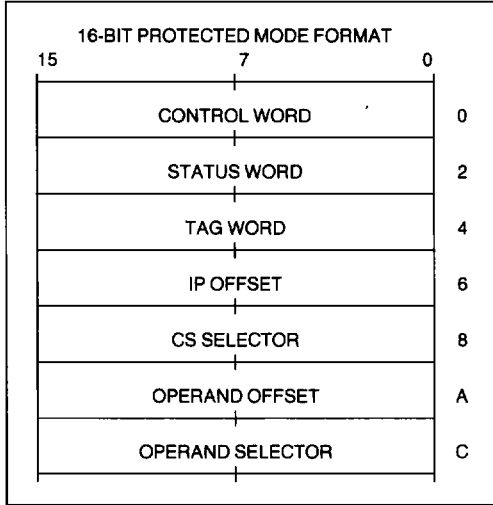 16-BIT PROTECTED MODE FORMAT
15 7 0
CONTROL WORD 0
STATUS WORD 2
TAG WORD 4
IP OFFSET 6
CS SELECTOR 8
OPERAND OFFSET A
OPERAND SELECTOR C